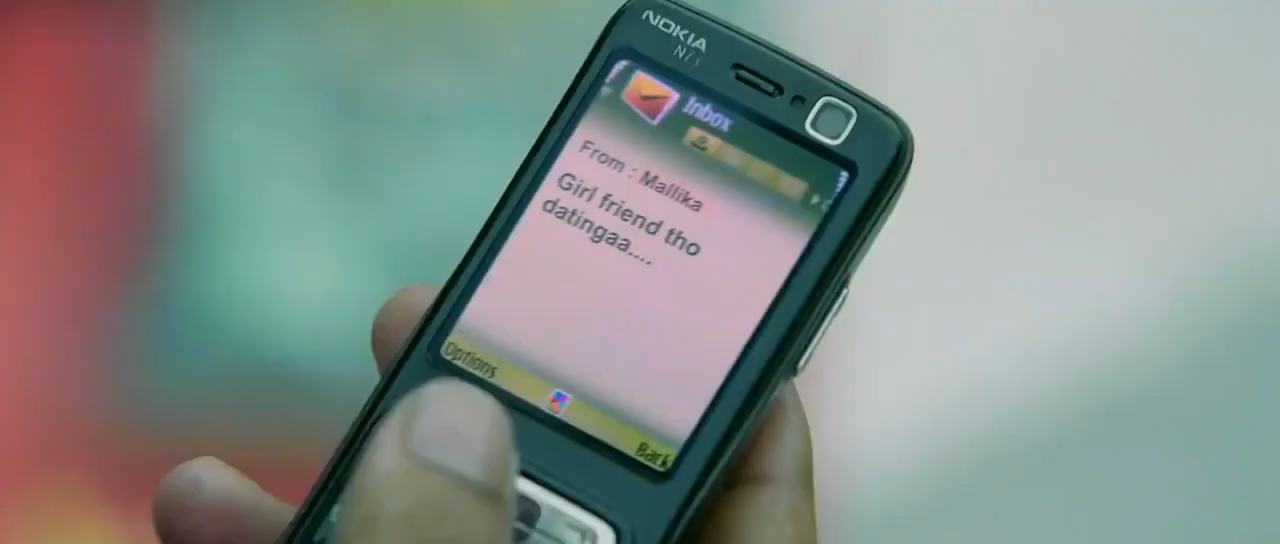 NOKIA
N73
Inbox
From : Mallika
Girl friend tho
datingaa....
Options
Back